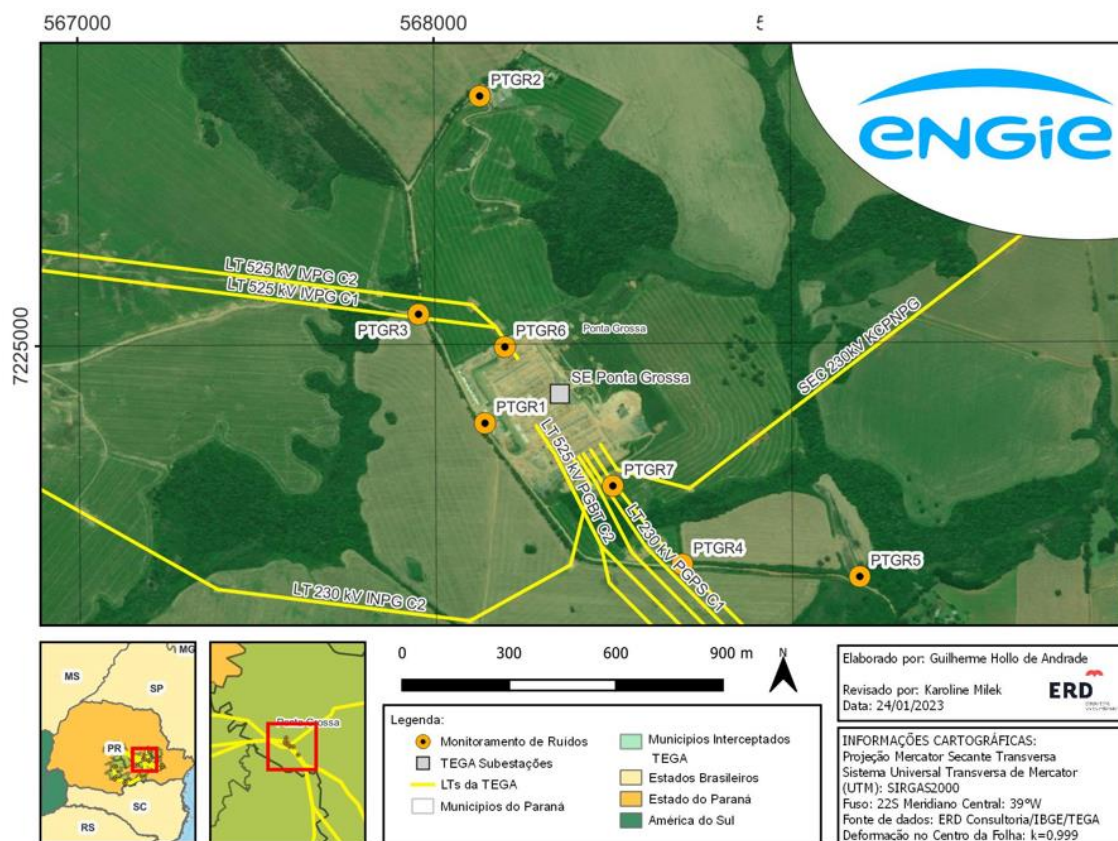 567000
568000
PTGR2
ENGIE
LT 525 kV IVPG C2
LT 525 kV IVPG C1
PTGR3
PTGR6
Ponta Grossa
SEC 230kV KCPNPG
7225000
SE Ponta Grossa
PTGR1
LT 525 kV PGBT C2
PTGR7
LT 230 kV PGPS C1
PTGR4
PTGR5
LT 230 kV INPG C2
MG
MS
SP
PR
SC
RS
Ponta Grossa
0 300 600 900 m
N
Legenda:
Monitoramento de Ruídos
TEGA Subestações
LTs da TEGA
Municípios do Paraná
Municípios Interceptados
TEGA
Estados Brasileiros
Estado do Paraná
América do Sul
Elaborado por: Guilherme Hollo de Andrade
Revisado por: Karoline Milek
Data: 24/01/2023
ERD
INFORMAÇÕES CARTOGRÁFICAS:
Projeção Mercator Secante Transversa
Sistema Universal Transversa de Mercator
(UTM): SIRGAS2000
Fuso: 22S Meridiano Central: 39°W
Fonte de dados: ERD Consultoria/IBGE/TEGA
Deformação no Centro da Folha: k=0,999